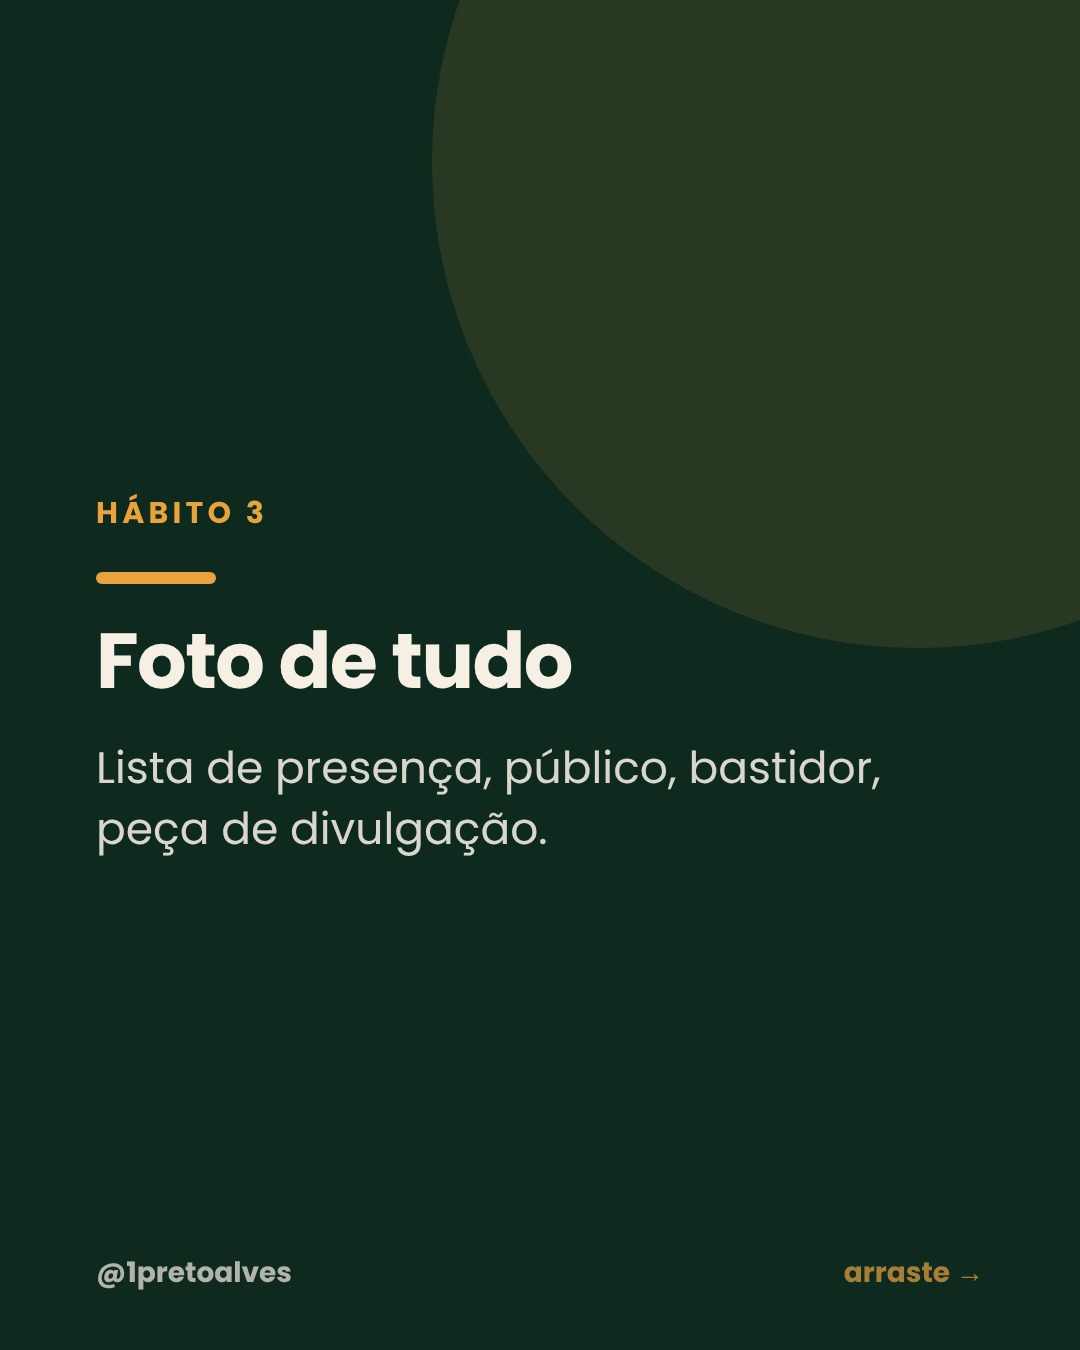 HÁBITO 3
Foto de tudo
Lista de presença, público, bastidor,
peça de divulgação.
@1pretoalves
arraste →